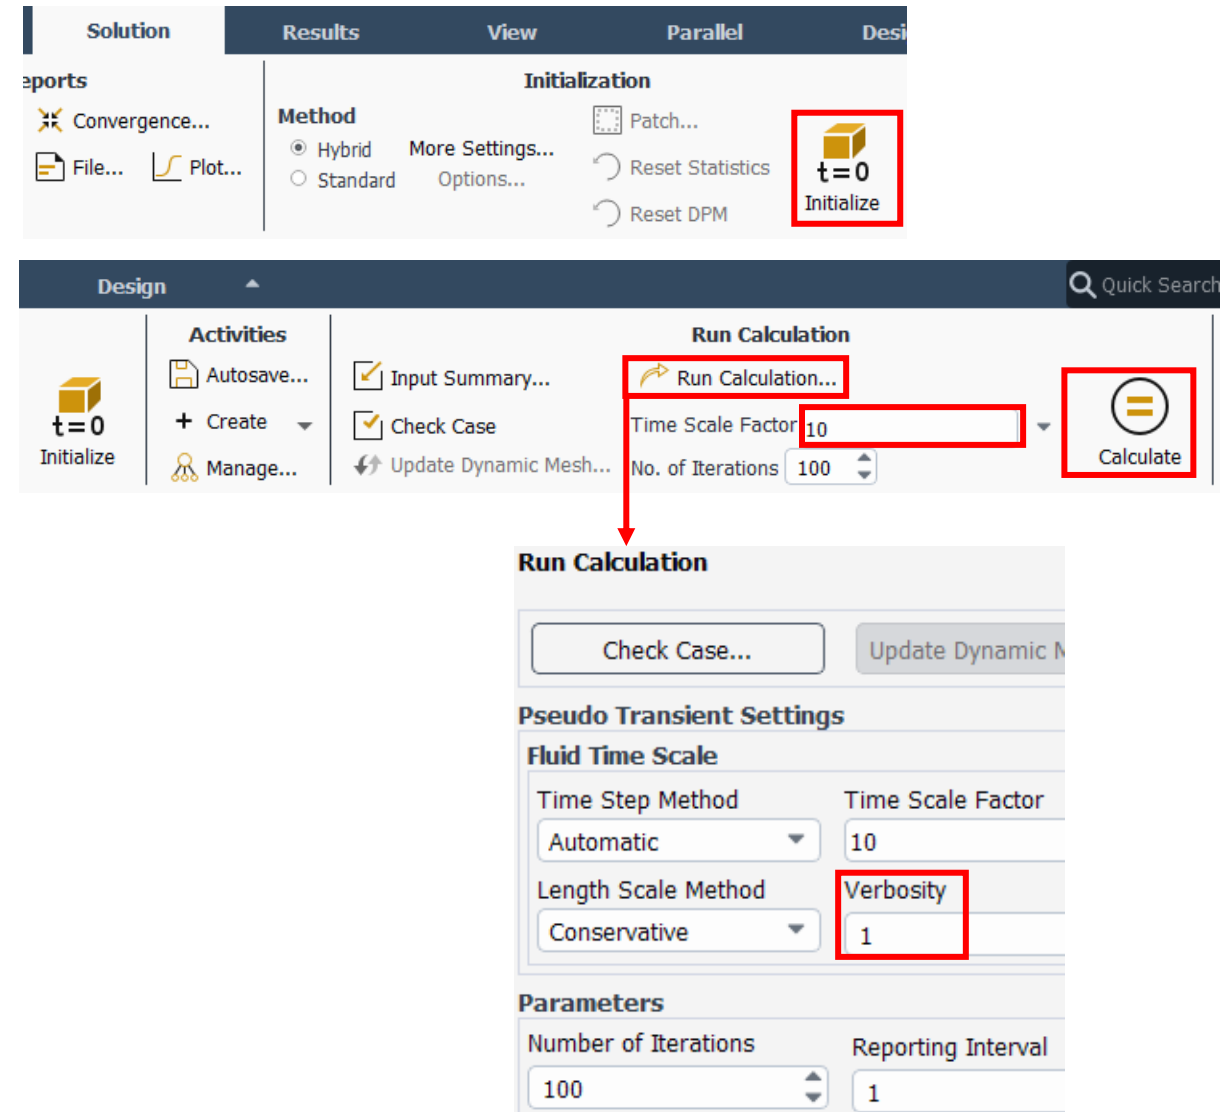 Solution Results View Parallel Desi
eports
Initialization
Convergence...
File... Plot...
Method
Hybrid More Settings...
Standard Options...
Patch...
Reset Statistics
Reset DPM
t=0
Initialize
Design Quick Search
t=0
Initialize
Activities
Autosave...
+ Create
Manage...
Run Calculation
Input Summary... Run Calculation...
Check Case Time Scale Factor 10
Update Dynamic Mesh... No. of Iterations 100
Calculate
Run Calculation
Check Case... Update Dynamic M
Pseudo Transient Settings
Fluid Time Scale
Time Step Method Time Scale Factor
Automatic 10
Length Scale Method Verbosity
Conservative 1
Parameters
Number of Iterations Reporting Interval
100 1